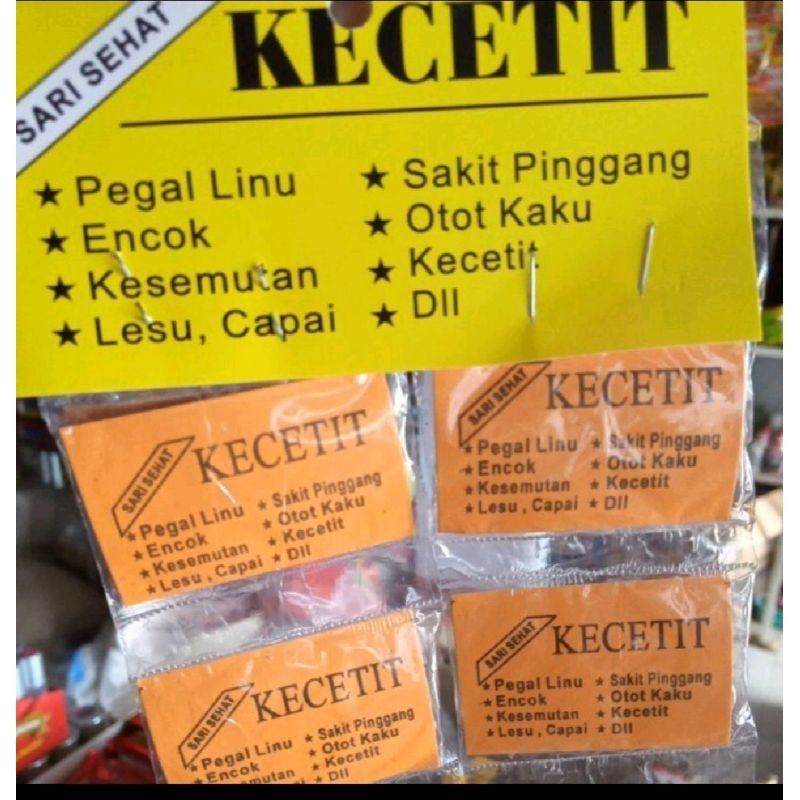 SARI SEHAT
KECETIT
★ Pegal Linu
★ Encok
★ Kesemutan
★ Lesu, Capai
★ Sakit Pinggang
★ Otot Kaku
★ Kecetit
★ Dll
SARI SEHAT
KECETIT
★ Pegal Linu
★ Encok
★ Kesemutan
★ Lesu, Capai
★ Sakit Pinggang
★ Otot Kaku
★ Kecetit
★ Dll
SARI SEHAT
KECETIT
★ Pegal Linu
★ Encok
★ Kesemutan
★ Lesu, Capai
★ Sakit Pinggang
★ Otot Kaku
★ Kecetit
★ Dll
SARI SEHAT
KECETIT
★ Pegal Linu
★ Encok
Kesemutan
★ Sakit Pinggang
★ Otot Kaku
★ Kecetit
★ Dll
SARI SEHAT
KECETIT
★ Pegal Linu
★ Encok
★ Kesemutan
★ Lesu, Capai
★ Sakit Pinggang
★ Otot Kaku
★ Kecetit
★ Dll